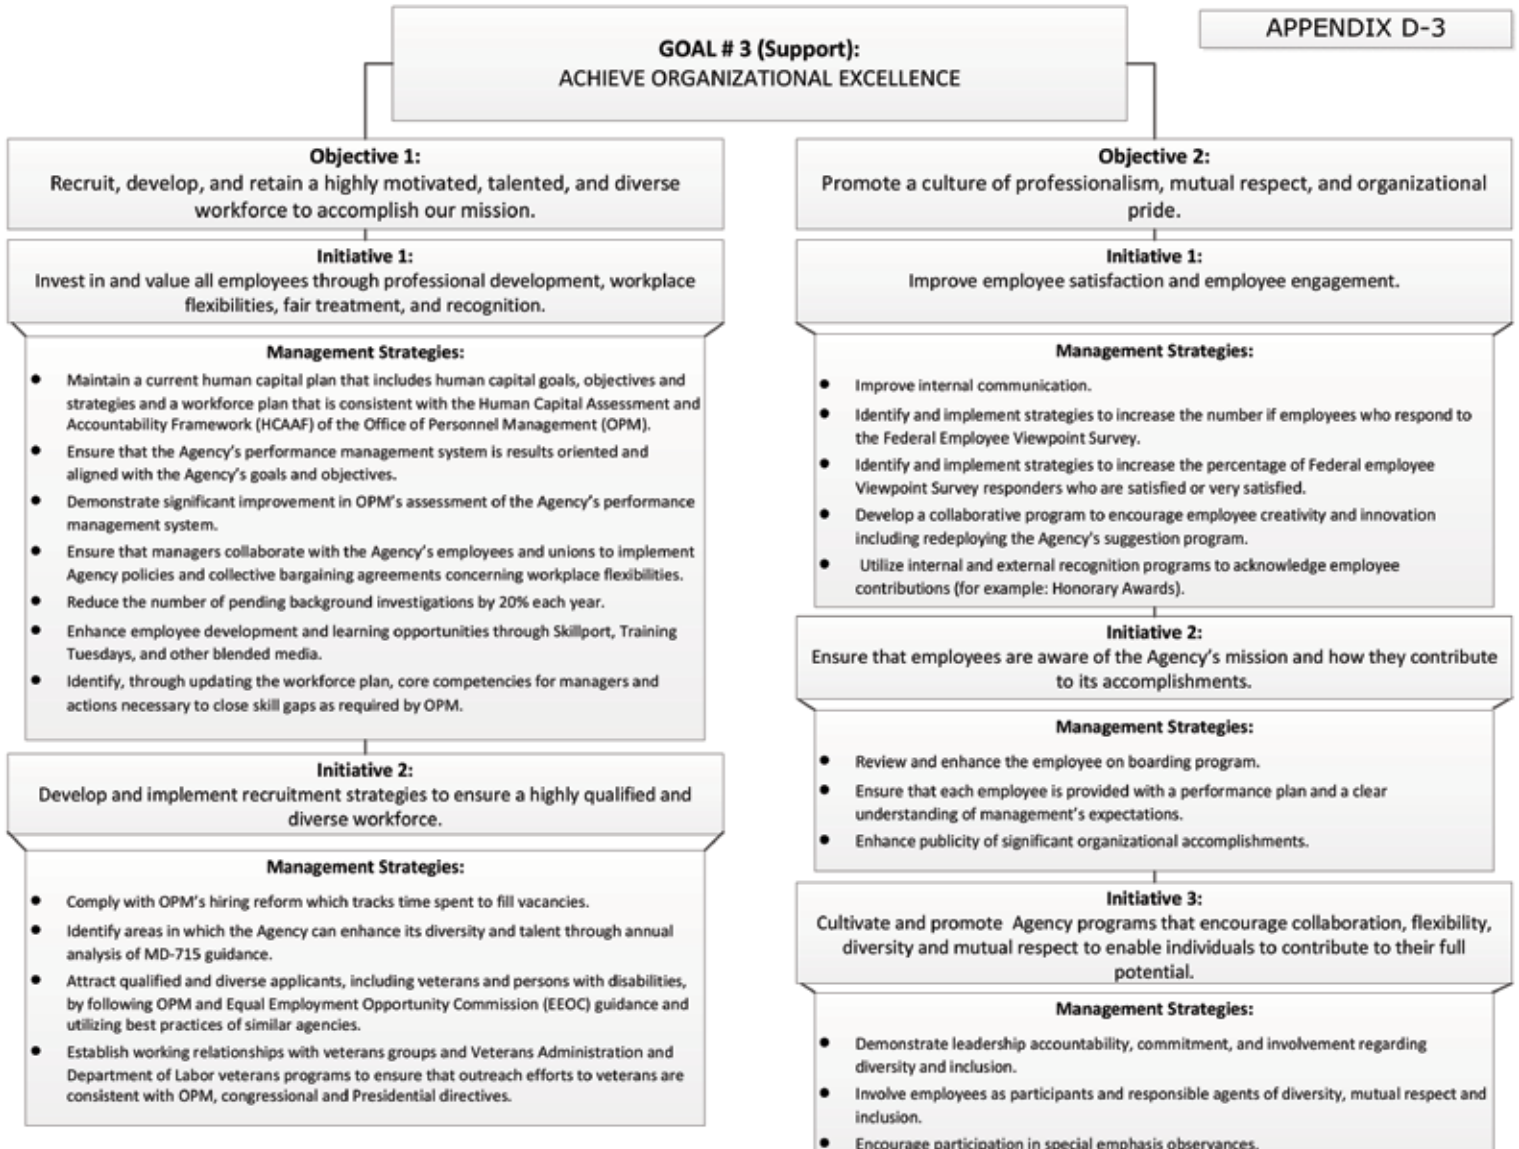 APPENDIX D-3
GOAL # 3 (Support):
ACHIEVE ORGANIZATIONAL EXCELLENCE
Objective 1:
Recruit, develop, and retain a highly motivated, talented, and diverse
workforce to accomplish our mission.
Initiative 1:
Invest in and value all employees through professional development, workplace
flexibilities, fair treatment, and recognition.
Management Strategies:
● Maintain a current human capital plan that includes human capital goals, objectives and
strategies and a workforce plan that is consistent with the Human Capital Assessment and
Accountability Framework (HCAAF) of the Office of Personnel Management (OPM).
● Ensure that the Agency's performance management system is results oriented and
aligned with the Agency's goals and objectives.
● Demonstrate significant improvement in OPM's assessment of the Agency's performance
management system.
● Ensure that managers collaborate with the Agency's employees and unions to implement
Agency policies and collective bargaining agreements concerning workplace flexibilities.
● Reduce the number of pending background investigations by 20% each year.
● Enhance employee development and learning opportunities through Skillport, Training
Tuesdays, and other blended media.
● Identify, through updating the workforce plan, core competencies for managers and
actions necessary to close skill gaps as required by OPM.
Initiative 2:
Develop and implement recruitment strategies to ensure a highly qualified and
diverse workforce.
Management Strategies:
● Comply with OPM's hiring reform which tracks time spent to fill vacancies.
● Identify areas in which the Agency can enhance its diversity and talent through annual
analysis of MD-715 guidance.
● Attract qualified and diverse applicants, including veterans and persons with disabilities,
by following OPM and Equal Employment Opportunity Commission (EEOC) guidance and
utilizing best practices of similar agencies.
● Establish working relationships with veterans groups and Veterans Administration and
Department of Labor veterans programs to ensure that outreach efforts to veterans are
consistent with OPM, congressional and Presidential directives.
Objective 2:
Promote a culture of professionalism, mutual respect, and organizational
pride.
Initiative 1:
Improve employee satisfaction and employee engagement.
Management Strategies:
● Improve internal communication.
● Identify and implement strategies to increase the number if employees who respond to
the Federal Employee Viewpoint Survey.
● Identify and implement strategies to increase the percentage of Federal employee
Viewpoint Survey responders who are satisfied or very satisfied.
● Develop a collaborative program to encourage employee creativity and innovation
including redeploying the Agency's suggestion program.
● Utilize internal and external recognition programs to acknowledge employee
contributions (for example: Honorary Awards).
Initiative 2:
Ensure that employees are aware of the Agency's mission and how they contribute
to its accomplishments.
Management Strategies:
● Review and enhance the employee on boarding program.
● Ensure that each employee is provided with a performance plan and a clear
understanding of management's expectations.
● Enhance publicity of significant organizational accomplishments.
Initiative 3:
Cultivate and promote Agency programs that encourage collaboration, flexibility,
diversity and mutual respect to enable individuals to contribute to their full
potential.
Management Strategies:
● Demonstrate leadership accountability, commitment, and involvement regarding
diversity and inclusion.
● Involve employees as participants and responsible agents of diversity, mutual respect and
inclusion.
● Encourage participation in special emphasis observances.